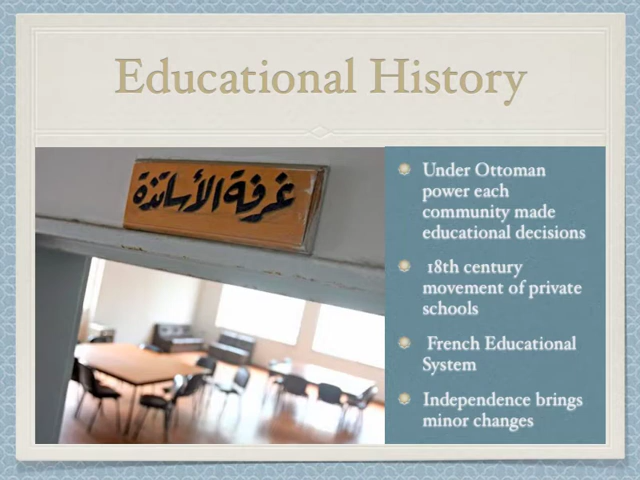 Educational History
غرفة الأساتذة
Under Ottoman
power each
community made
educational decisions
18th century
movement of private
schools
French Educational
System
Independence brings
minor changes